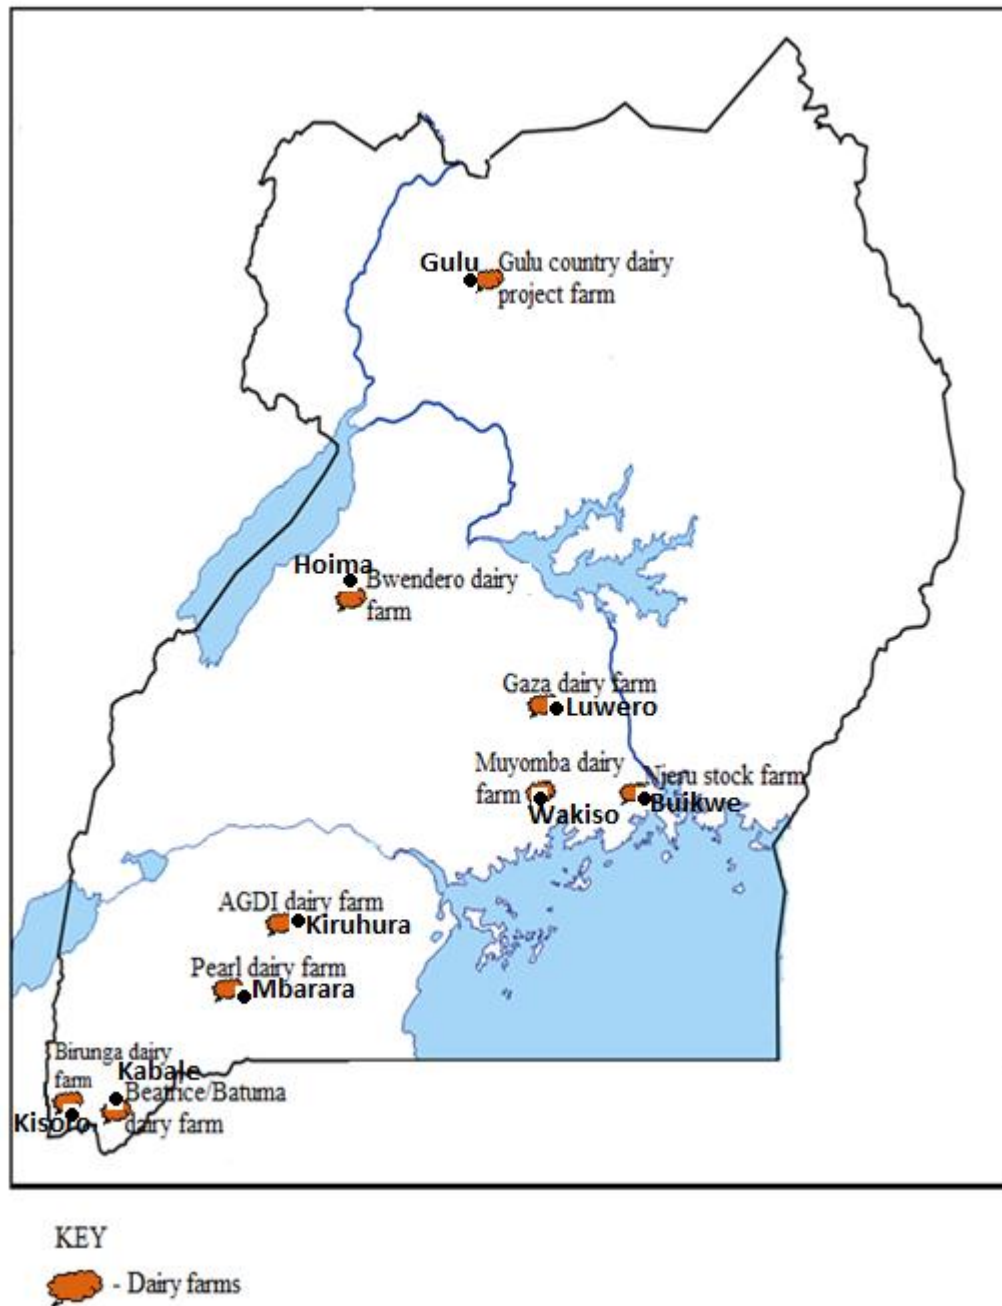 Gulu
Gulu country dairy
project farm
Hoima
Bwendero dairy
farm
Gaza dairy farm
Luwero
Muyomba dairy
farm
Wakiso
Njeru stock farm
Buikwe
AGDI dairy farm
Kiruhura
Pearl dairy farm
Mbarara
Birunga dairy
farm
Kisoro
Kabale
Beatrice/Batuma
dairy farm
KEY
- Dairy farms